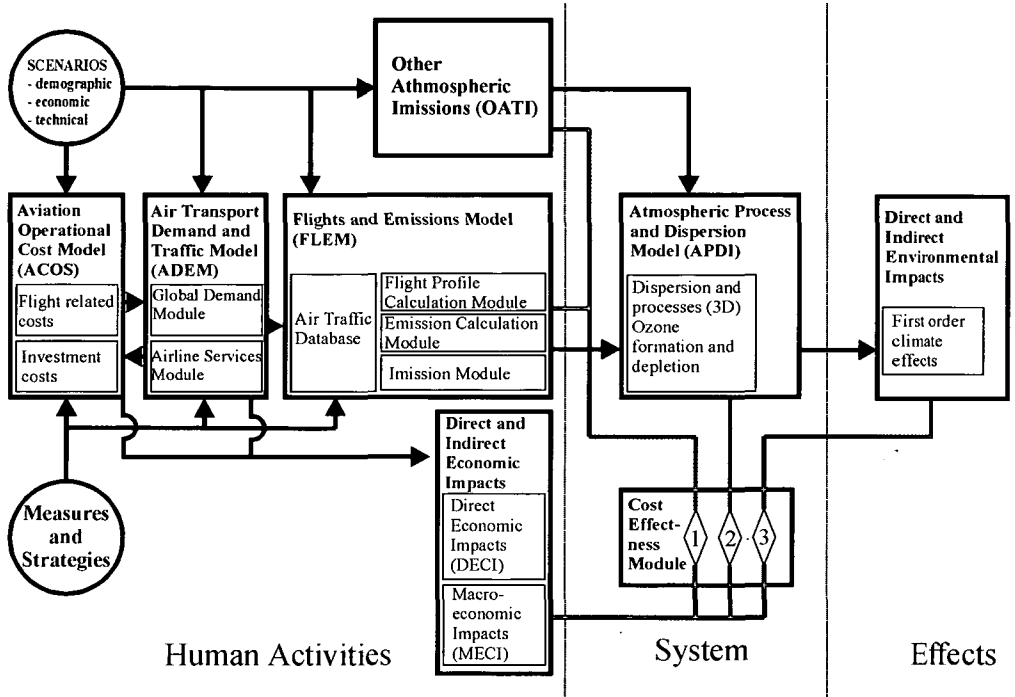 SCENARIOS
- demographic
- economic
- technical
Other
Athmospheric
Imissions (OATI)
Aviation
Operational
Cost Model
(ACOS)
Flight related
costs
Investment
costs
Air Transport
Demand and
Traffic Model
(ADEM)
Global Demand
Module
Airline Services
Module
Flights and Emissions Model
(FLEM)
Air Traffic
Database
Flight Profile
Calculation Module
Emission Calculation
Module
Imission Module
Atmospheric Process
and Dispersion
Model (APDI)
Dispersion and
processes (3D)
Ozone
formation and
depletion
Direct and
Indirect
Environmental
Impacts
First order
climate
effects
Measures
and
Strategies
Direct and
Indirect
Economic
Impacts
Direct
Economic
Impacts
(DECI)
Macro-
economic
Impacts
(MECI)
Cost
Effect-
ness
Module
1 2 3
Human Activities
System
Effects